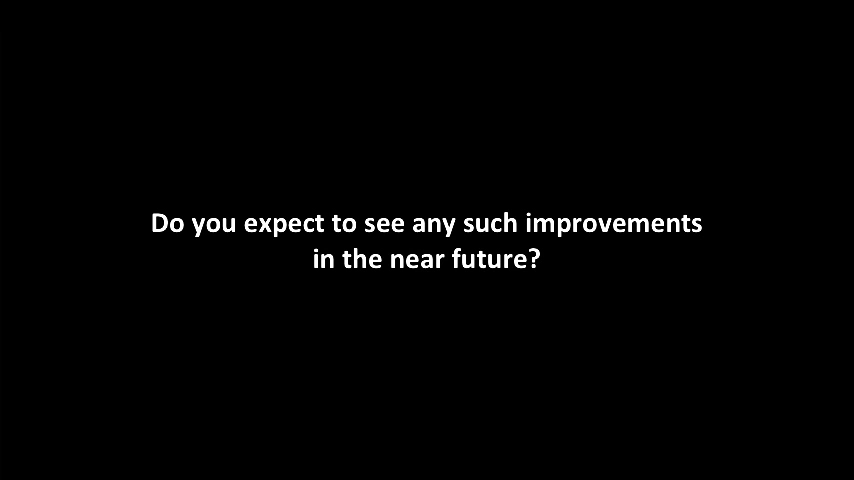 Do you expect to see any such improvements
in the near future?